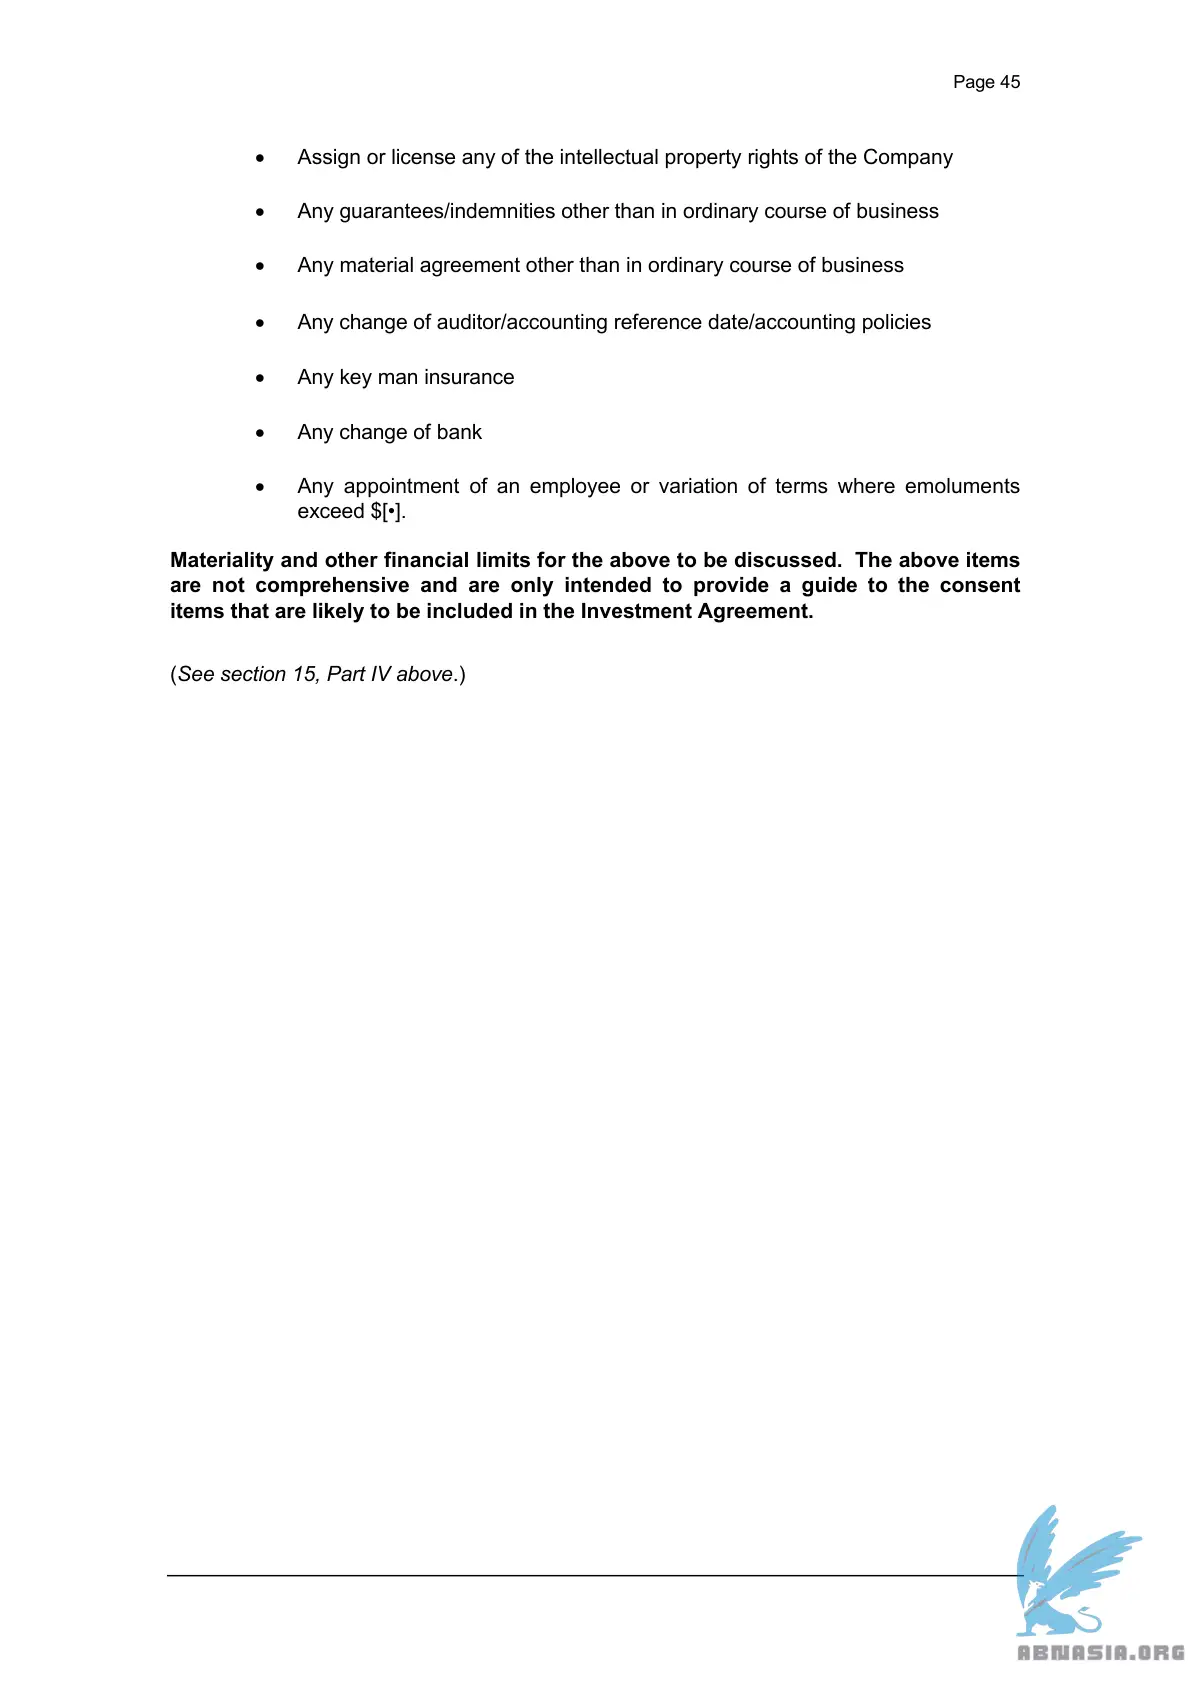 Page 45
• Assign or license any of the intellectual property rights of the Company
• Any guarantees/indemnities other than in ordinary course of business
• Any material agreement other than in ordinary course of business
• Any change of auditor/accounting reference date/accounting policies
• Any key man insurance
• Any change of bank
• Any appointment of an employee or variation of terms where emoluments
exceed $[•].
Materiality and other financial limits for the above to be discussed.  The above items
are not comprehensive and are only intended to provide a guide to the consent
items that are likely to be included in the Investment Agreement.
(See section 15, Part IV above.)
ABNASIA.ORG